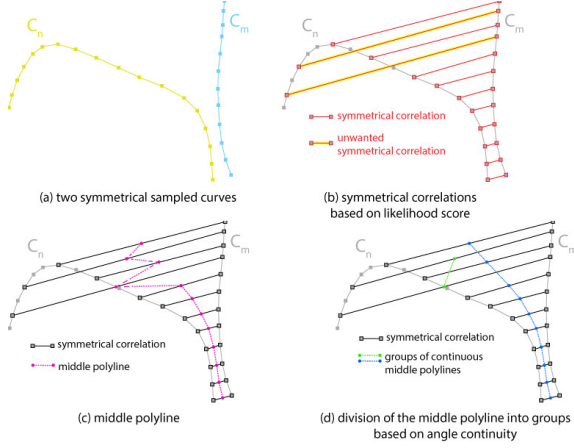 Cn
Cm
(a) two symmetrical sampled curves
Cn
Cm
symmetrical correlation
unwanted
symmetrical correlation
(b) symmetrical correlations
based on likelihood score
Cn
Cm
symmetrical correlation
middle polyline
(c) middle polyline
Cn
Cm
symmetrical correlation
groups of continuous
middle polylines
(d) division of the middle polyline into groups
based on angle continuity